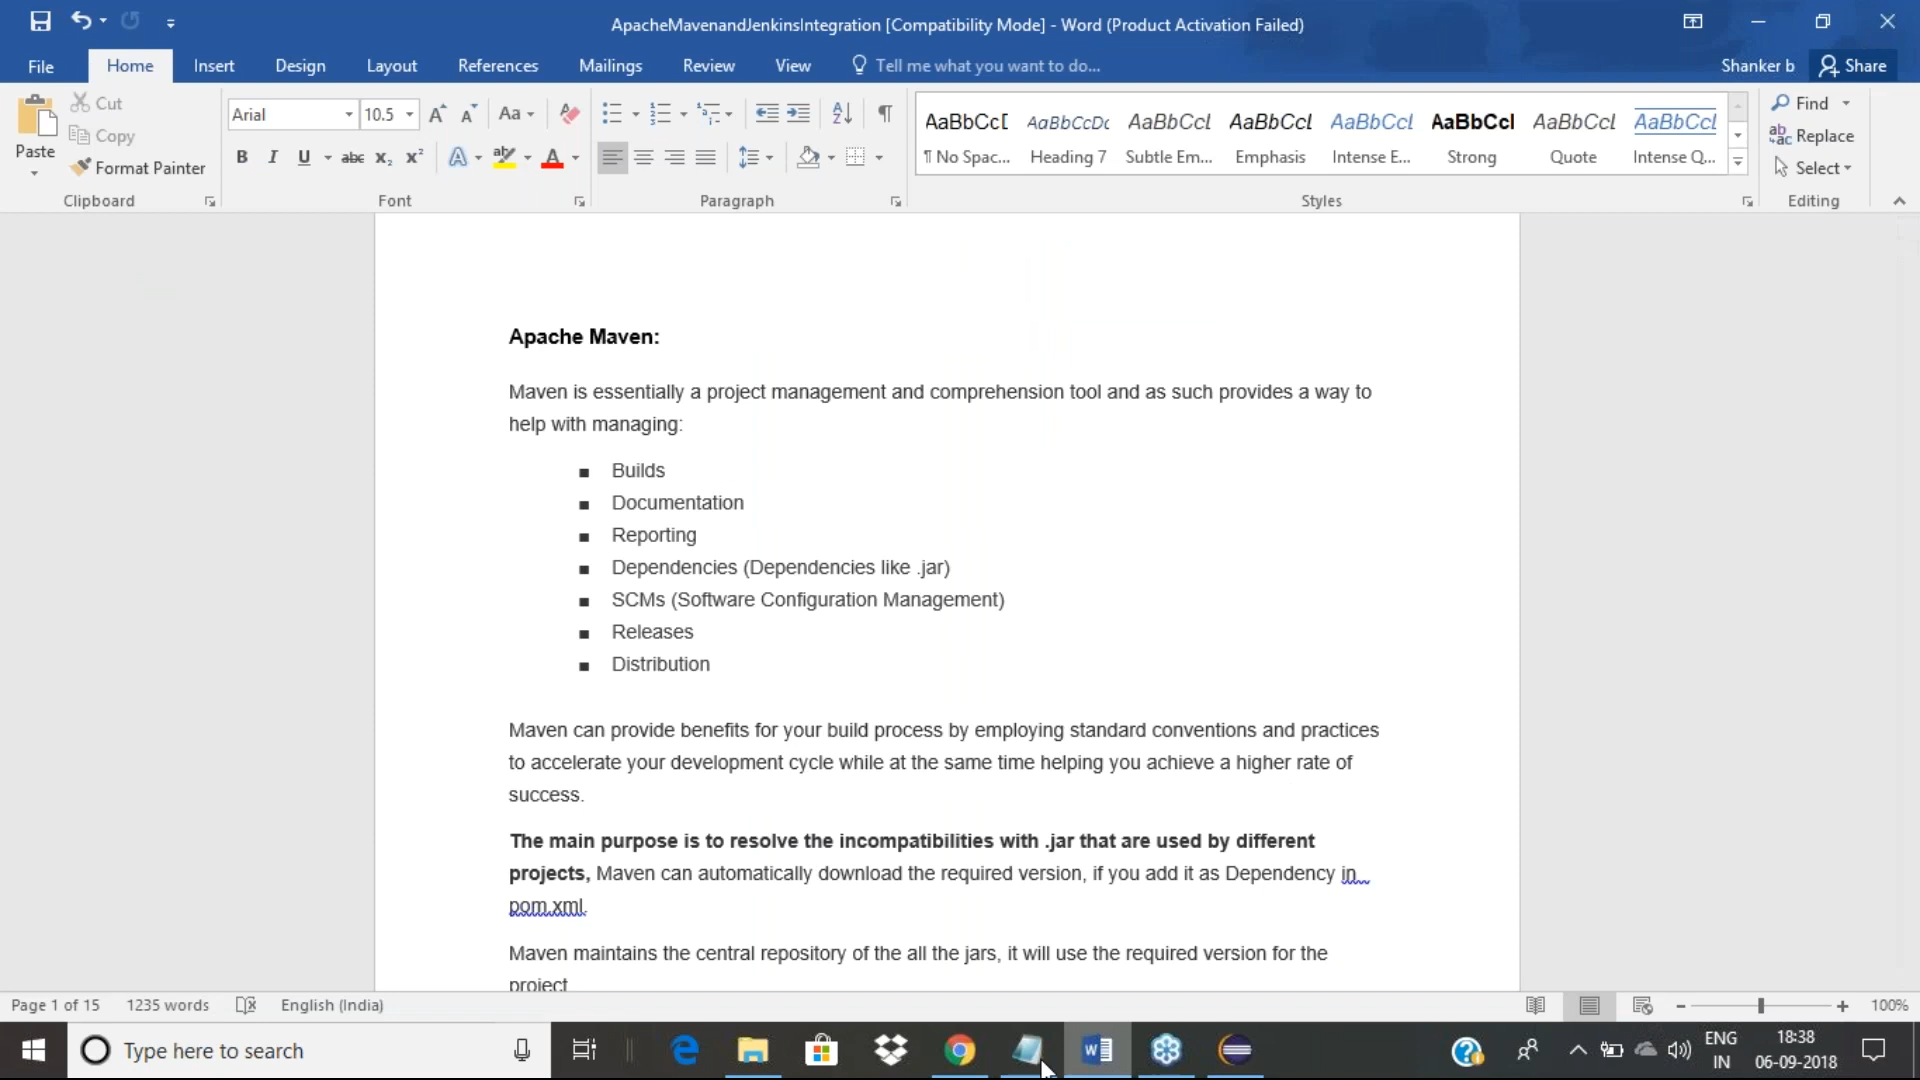 ApacheMavenandJenkinsIntegration [Compatibility Mode] - Word (Product Activation Failed)
File Home Insert Design Layout References Mailings Review View Tell me what you want to do... Shanker b Share
Paste
Cut
Copy
Format Painter
Clipboard
Arial 10.5 Aa
B I U abc X₂ X² A ab A
Font
Paragraph
AaBbCcD AaBbCcDc AaBbCcL AaBbCcL AaBbCcL AaBbCcl AaBbCcL AaBbCcL
¶ No Spac... Heading 7 Subtle Em... Emphasis Intense E... Strong Quote Intense Q...
Styles
Find
Replace
Select
Editing
Apache Maven:
Maven is essentially a project management and comprehension tool and as such provides a way to
help with managing:
■ Builds
■ Documentation
■ Reporting
■ Dependencies (Dependencies like .jar)
■ SCMs (Software Configuration Management)
■ Releases
■ Distribution
Maven can provide benefits for your build process by employing standard conventions and practices
to accelerate your development cycle while at the same time helping you achieve a higher rate of
success.
The main purpose is to resolve the incompatibilities with .jar that are used by different
projects, Maven can automatically download the required version, if you add it as Dependency in
pom.xml.
Maven maintains the central repository of the all the jars, it will use the required version for the
project
Page 1 of 15 1235 words English (India) 100%
Type here to search
ENG 18:38
IN 06-09-2018